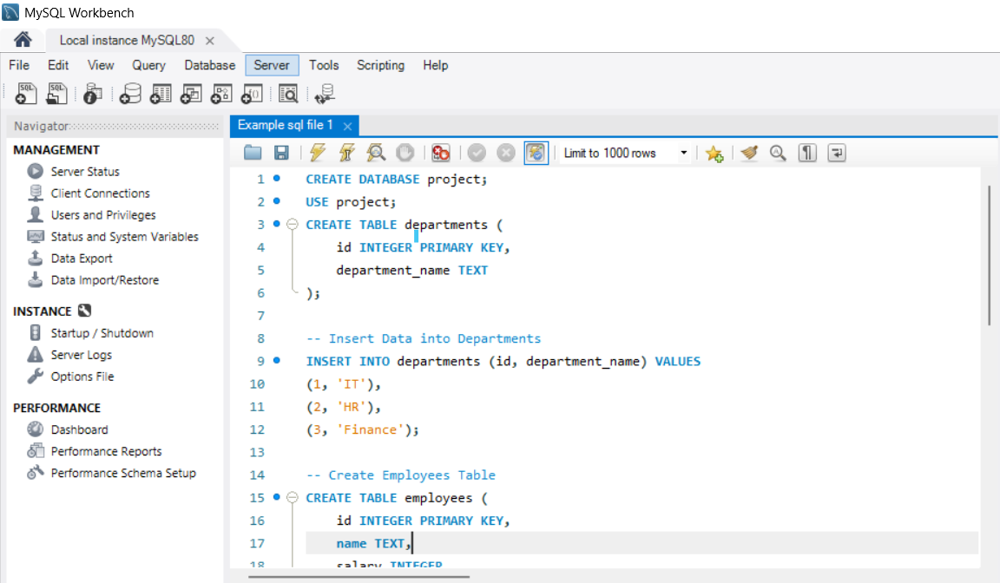 MySQL Workbench
Local instance MySQL80
File Edit View Query Database Server Tools Scripting Help
SQL SQL
Navigator
Example sql file 1
MANAGEMENT
Server Status
Client Connections
Users and Privileges
Status and System Variables
Data Export
Data Import/Restore
INSTANCE
Startup / Shutdown
Server Logs
Options File
PERFORMANCE
Dashboard
Performance Reports
Performance Schema Setup
Limit to 1000 rows
1 CREATE DATABASE project;
2 USE project;
3 CREATE TABLE departments (
4 id INTEGER PRIMARY KEY,
5 department_name TEXT
6 );
7
8 -- Insert Data into Departments
9 INSERT INTO departments (id, department_name) VALUES
10 (1, 'IT'),
11 (2, 'HR'),
12 (3, 'Finance');
13
14 -- Create Employees Table
15 CREATE TABLE employees (
16 id INTEGER PRIMARY KEY,
17 name TEXT,
18 salary INTEGER